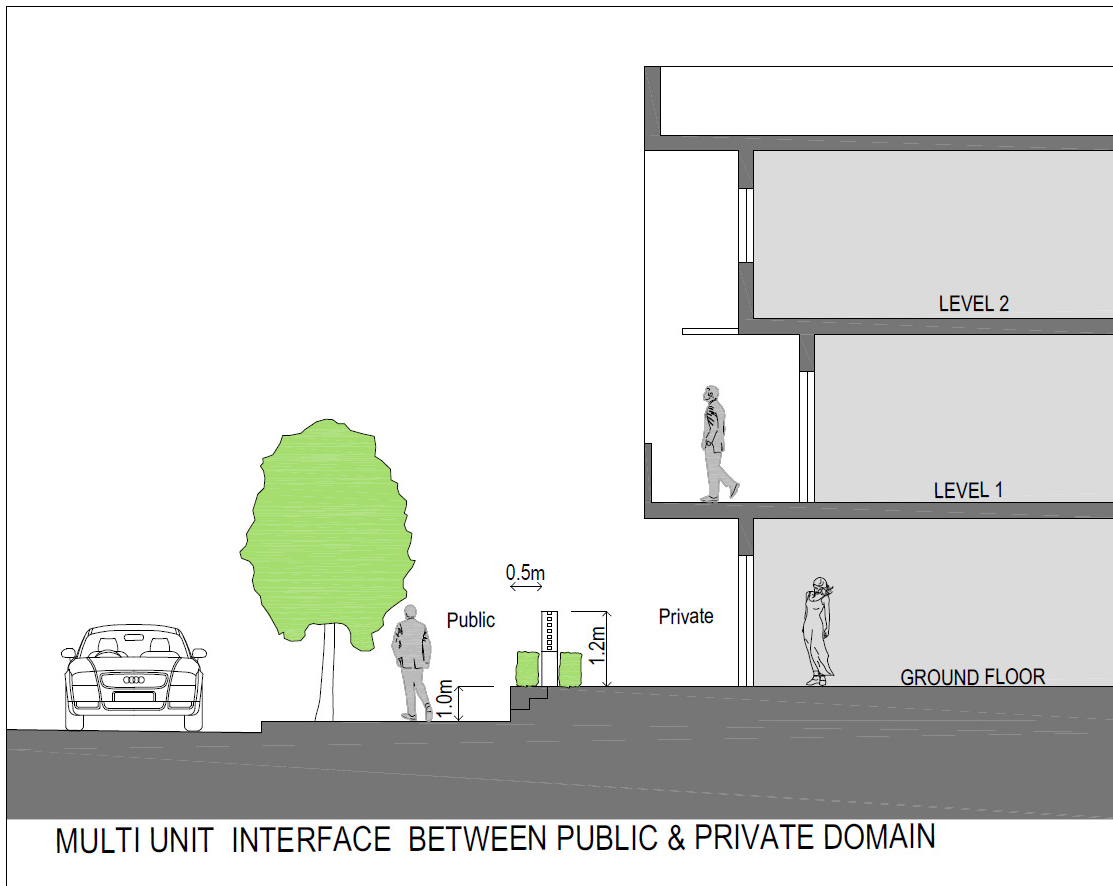 LEVEL 2
LEVEL 1
0.5m
Public
Private
1.2m
GROUND FLOOR
1.0m
MULTI UNIT INTERFACE BETWEEN PUBLIC & PRIVATE DOMAIN